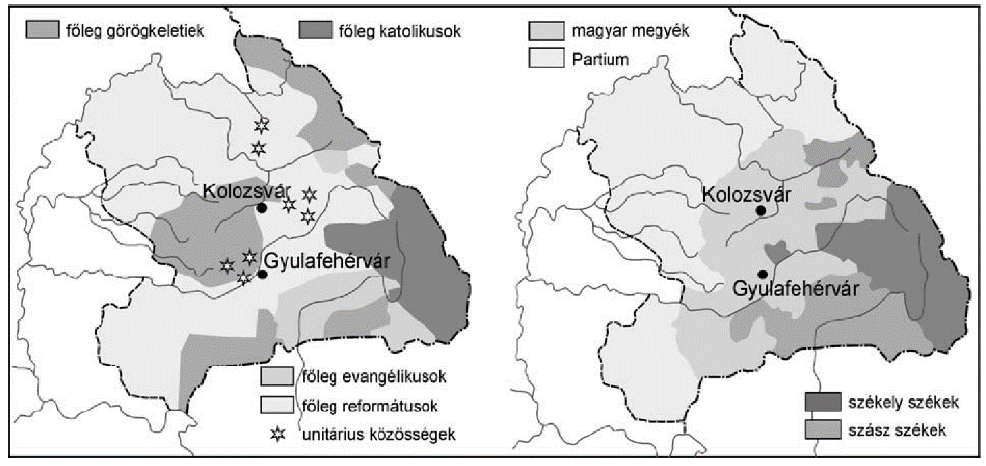 főleg görögkeletiek
főleg katolikusok
Kolozsvár
Gyulafehérvár
főleg evangélikusok
főleg reformátusok
unitárius közösségek
magyar megyék
Partium
Kolozsvár
Gyulafehérvár
székely székek
szász székek